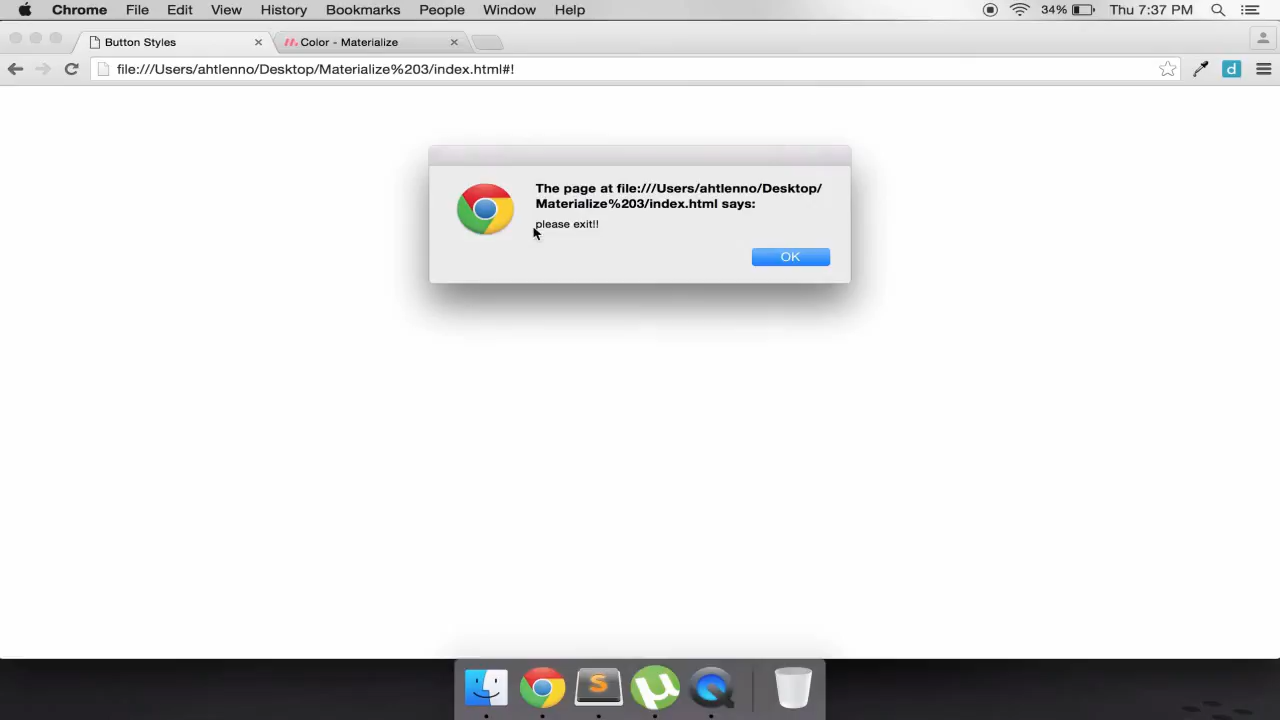 Chrome File Edit View History Bookmarks People Window Help 34% Thu 7:37 PM
Button Styles Color - Materialize
file:///Users/ahtlenno/Desktop/Materialize%203/index.html#! d
The page at file:///Users/ahtlenno/Desktop/
Materialize%203/index.html says:
please exit!!
OK
S
µ